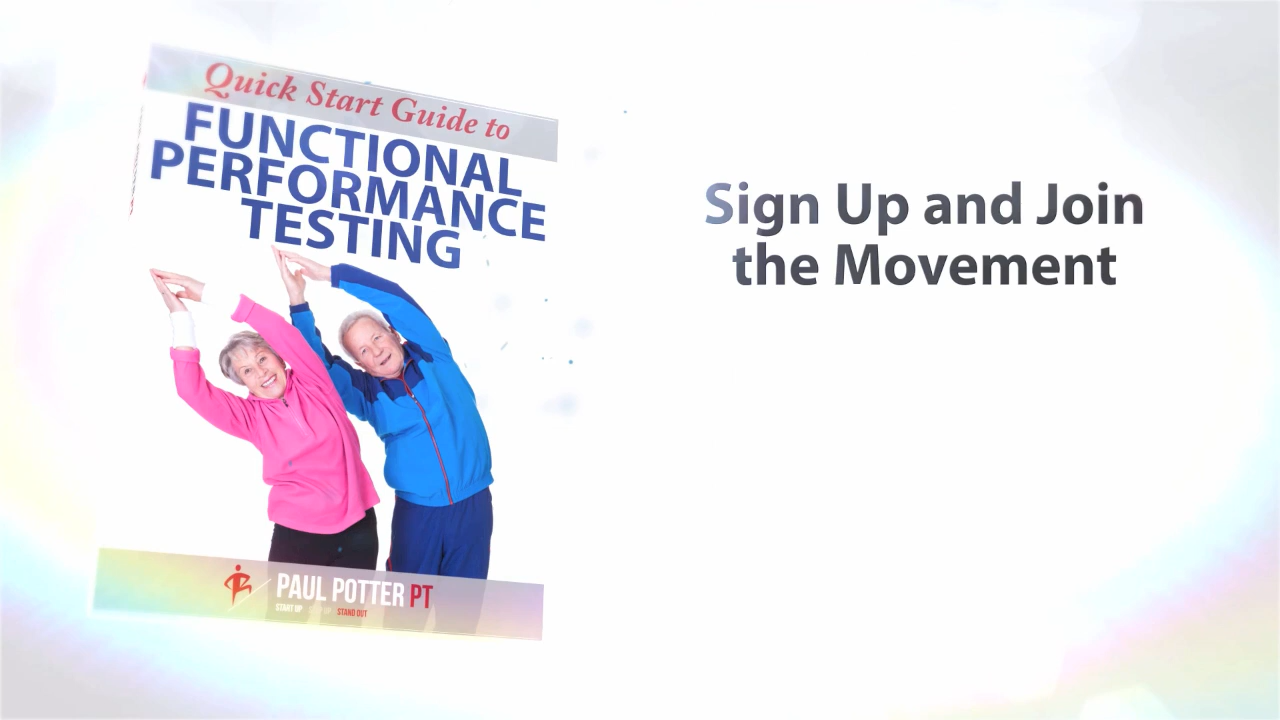 Quick Start Guide to
FUNCTIONAL
PERFORMANCE
TESTING
PAUL POTTER PT
START UP
STAND OUT
Sign Up and Join
the Movement